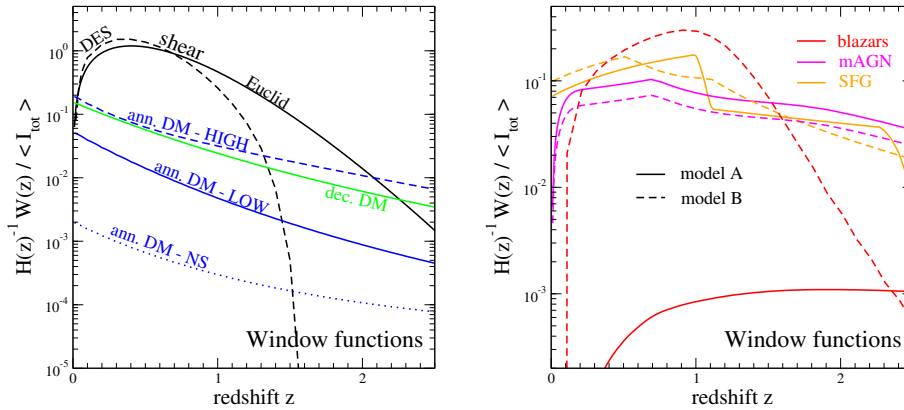 H(z)^-1 W(z) / < I_tot >
10^0
10^-1
10^-2
10^-3
10^-4
10^-5
DES
shear
Euclid
ann. DM - HIGH
dec. DM
ann. DM - LOW
ann. DM - NS
Window functions
0
1
2
redshift z
H(z)^-1 W(z) / < I_tot >
10^-1
10^-2
10^-3
blazars
mAGN
SFG
model A
model B
Window functions
0
1
2
redshift z